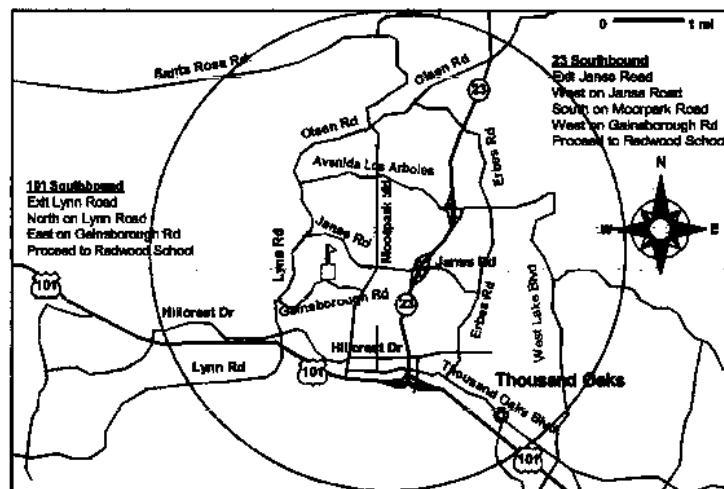 0 1 mi
Santa Rosa Rd.
Olsen Rd
23
23 Southbound
Exit Janss Road
West on Janss Road
South on Moorpark Road
West on Gainsborough Rd
Proceed to Redwood School
Olsen Rd
Erbes Rd
Avenida Los Arboles
N
W E
S
101 Southbound
Exit Lynn Road
North on Lynn Road
East on Gainsborough Rd
Proceed to Redwood School
Moorpark Rd
Janss Rd
Lynn Rd
Janss Rd
101
Gainsborough Rd
23
Erbes Rd
West Lake Blvd
Hillcrest Dr
Hillcrest Dr
Lynn Rd
101
Thousand Oaks
Thousand Oaks Blvd
101